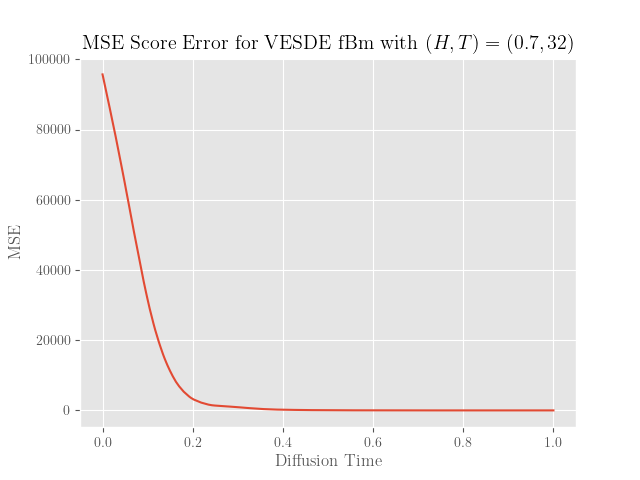 MSE Score Error for VESDE fBm with (H, T) = (0.7, 32)
100000
80000
60000
40000
20000
0
MSE
0.0 0.2 0.4 0.6 0.8 1.0
Diffusion Time